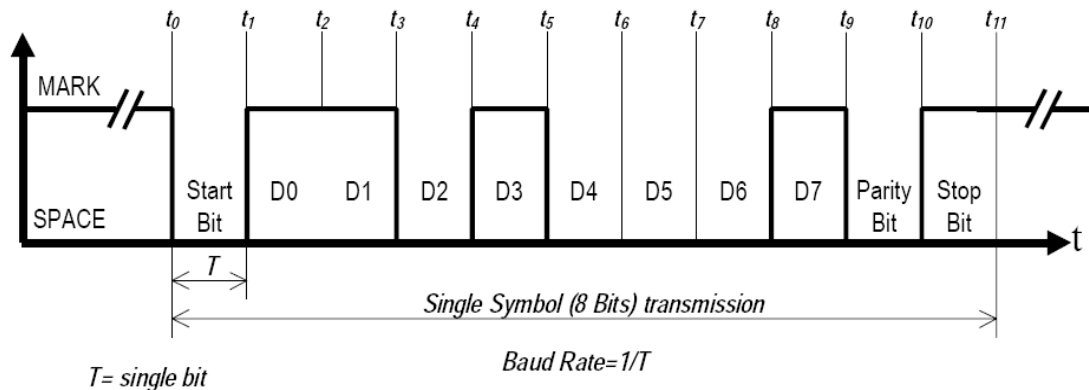 t0 t1 t2 t3 t4 t5 t6 t7 t8 t9 t10 t11
MARK
Start Bit D0 D1 D2 D3 D4 D5 D6 D7 Parity Bit Stop Bit
SPACE
t
T
Single Symbol (8 Bits) transmission
Baud Rate=1/T
T= single bit